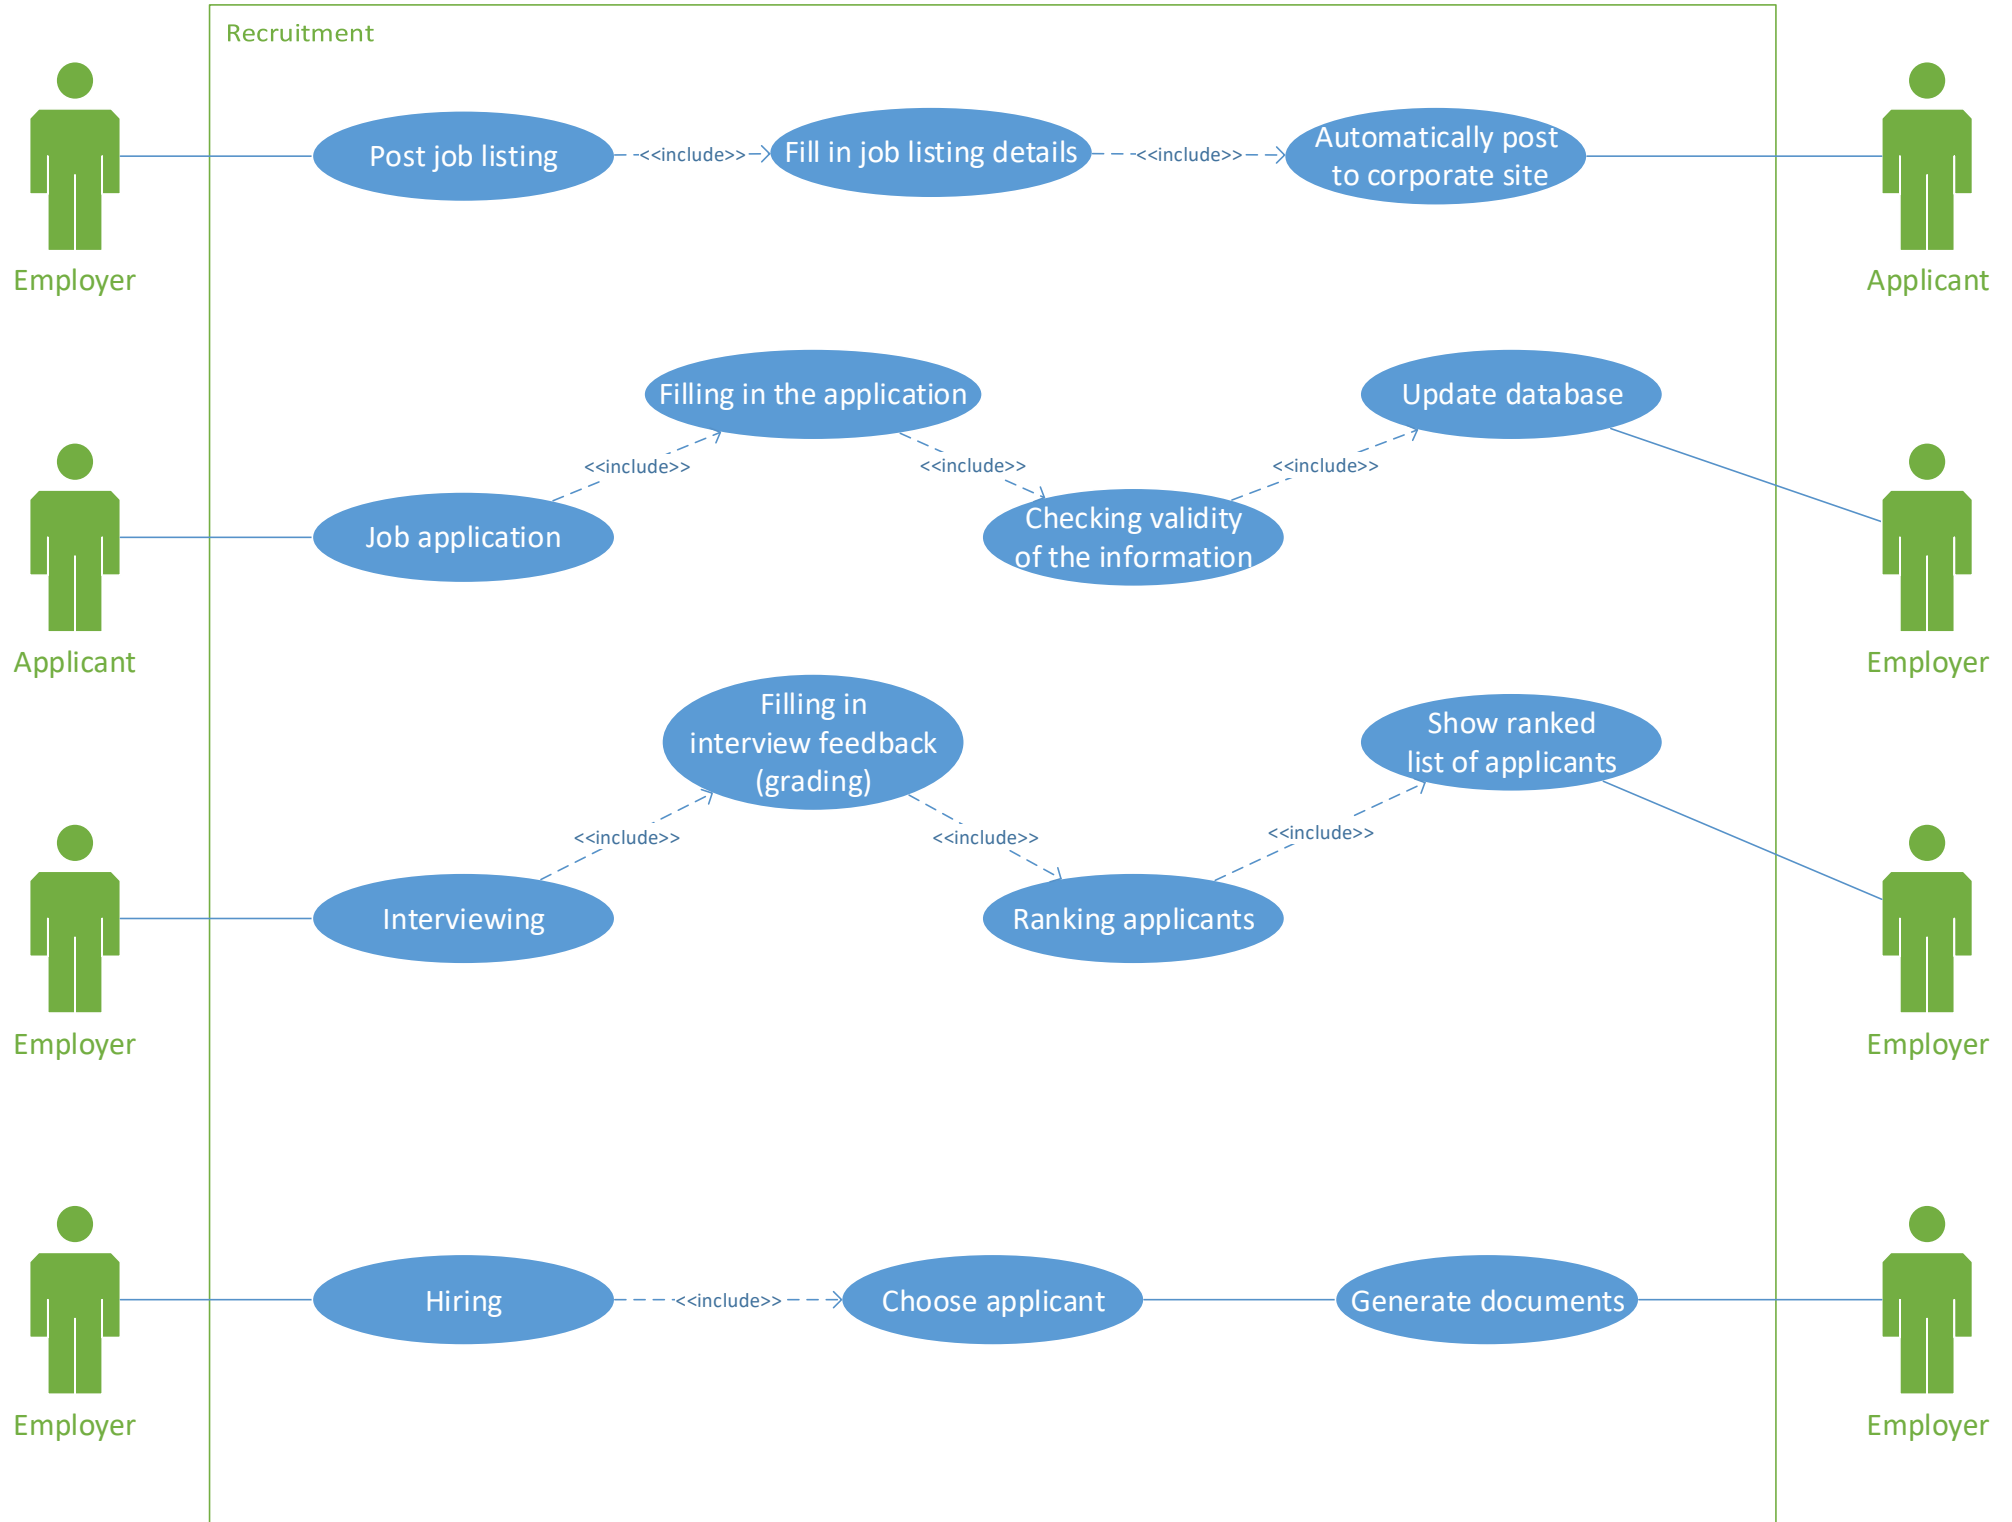 Recruitment
Post job listing
<<include>>
Fill in job listing details
<<include>>
Automatically post
to corporate site
Employer
Applicant
Filling in the application
Update database
<<include>>
<<include>>
<<include>>
Job application
Checking validity
of the information
Applicant
Employer
Filling in
interview feedback
(grading)
Show ranked
list of applicants
<<include>>
<<include>>
<<include>>
Interviewing
Ranking applicants
Employer
Employer
Hiring
<<include>>
Choose applicant
Generate documents
Employer
Employer